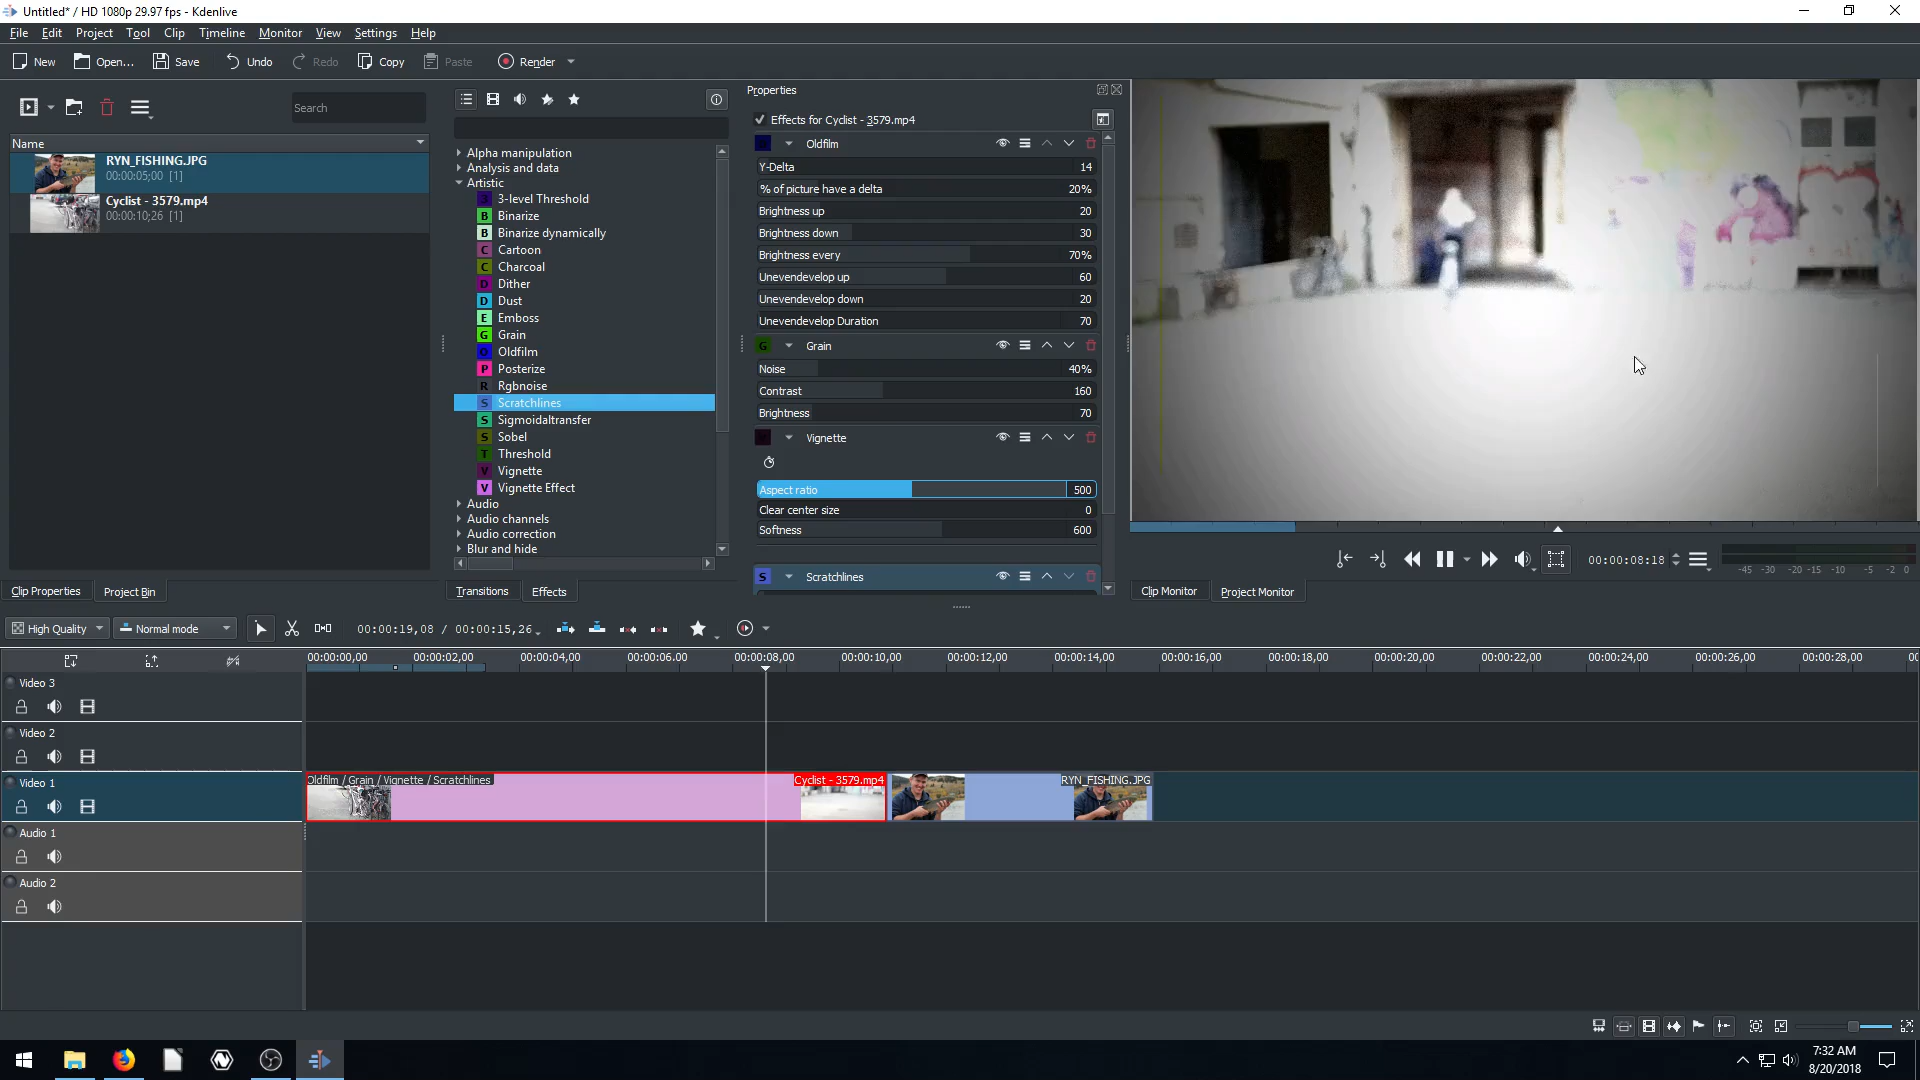 Untitled* / HD 1080p 29.97 fps - Kdenlive
File Edit Project Tool Clip Timeline Monitor View Settings Help
New Open... Save Undo Redo Copy Paste Render
Search
Name
RYN_FISHING.JPG
00:00:05;00 [1]
Cyclist - 3579.mp4
00:00:10;26 [1]
Clip Properties Project Bin
Alpha manipulation
Analysis and data
Artistic
3 3-level Threshold
B Binarize
B Binarize dynamically
C Cartoon
C Charcoal
D Dither
D Dust
E Emboss
G Grain
O Oldfilm
P Posterize
R Rgbnoise
S Scratchlines
S Sigmoidaltransfer
S Sobel
T Threshold
V Vignette
V Vignette Effect
Audio
Audio channels
Audio correction
Blur and hide
Transitions Effects
Properties
Effects for Cyclist - 3579.mp4
Oldfilm
Y-Delta 14
% of picture have a delta 20%
Brightness up 20
Brightness down 30
Brightness every 70%
Unevendevelop up 60
Unevendevelop down 20
Unevendevelop Duration 70
G Grain
Noise 40%
Contrast 160
Brightness 70
Vignette
Aspect ratio 500
Clear center size 0
Softness 600
S Scratchlines
00:00:08:18
-45 -30 -20 -15 -10 -5 -2 0
Clip Monitor Project Monitor
High Quality Normal mode 00:00:19,08 / 00:00:15,26
00:00:00,00 00:00:02,00 00:00:04,00 00:00:06.00 00:00:08,00 00:00:10,00 00:00:12,00 00:00:14,00 00:00:16,00 00:00:18,00 00:00:20,00 00:00:22,00 00:00:24,00 00:00:26,00 00:00:28,00
Video 3
Video 2
Video 1
Oldfilm / Grain / Vignette / Scratchlines Cyclist - 3579.mp4 RYN_FISHING.JPG
Audio 1
Audio 2
7:32 AM
8/20/2018